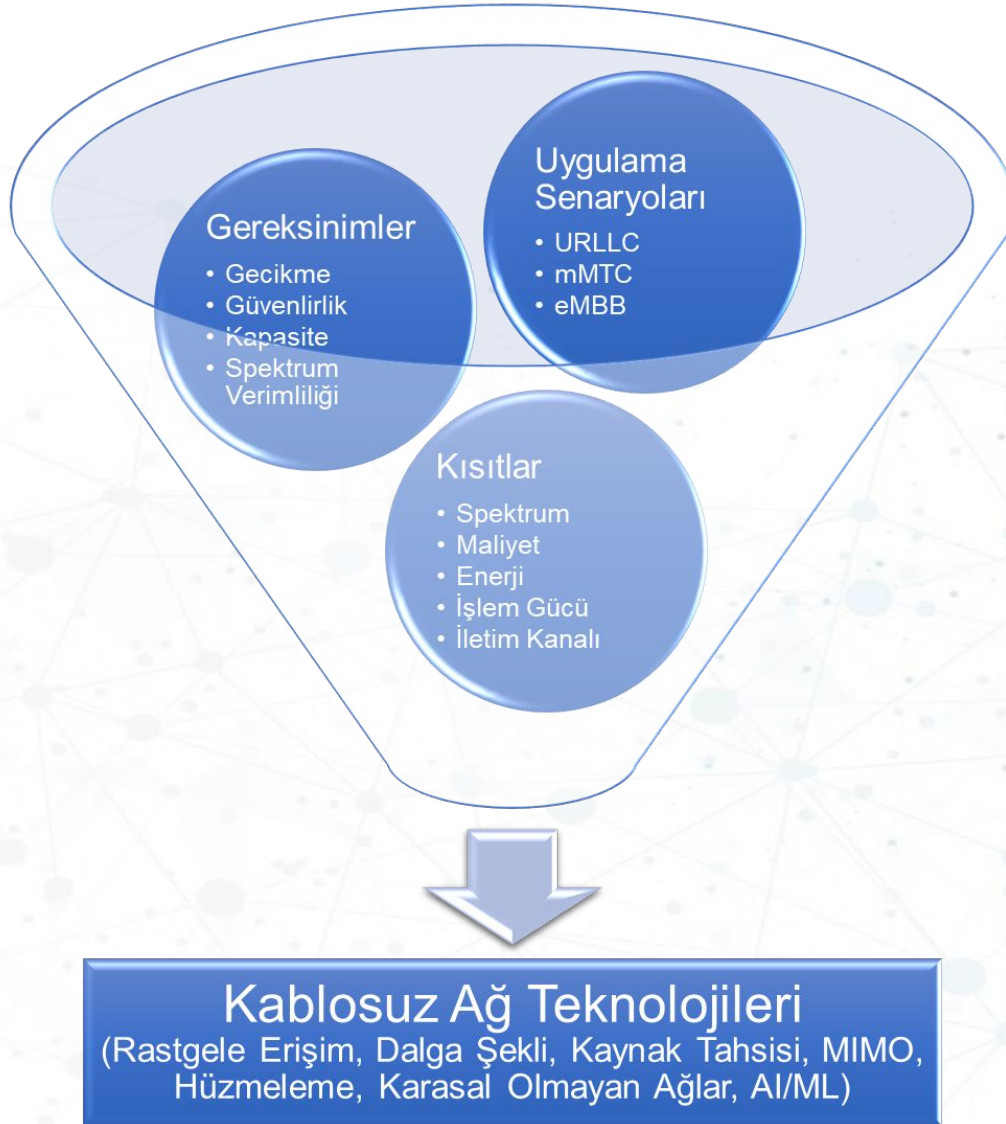 Gereksinimler
• Gecikme
• Güvenlirlik
• Kapasite
• Spektrum
Verimliliği
Uygulama
Senaryoları
• URLLC
• mMTC
• eMBB
Kısıtlar
• Spektrum
• Maliyet
• Enerji
• İşlem Gücü
• İletim Kanalı
Kablosuz Ağ Teknolojileri
(Rastgele Erişim, Dalga Şekli, Kaynak Tahsisi, MIMO,
Hüzmeleme, Karasal Olmayan Ağlar, AI/ML)